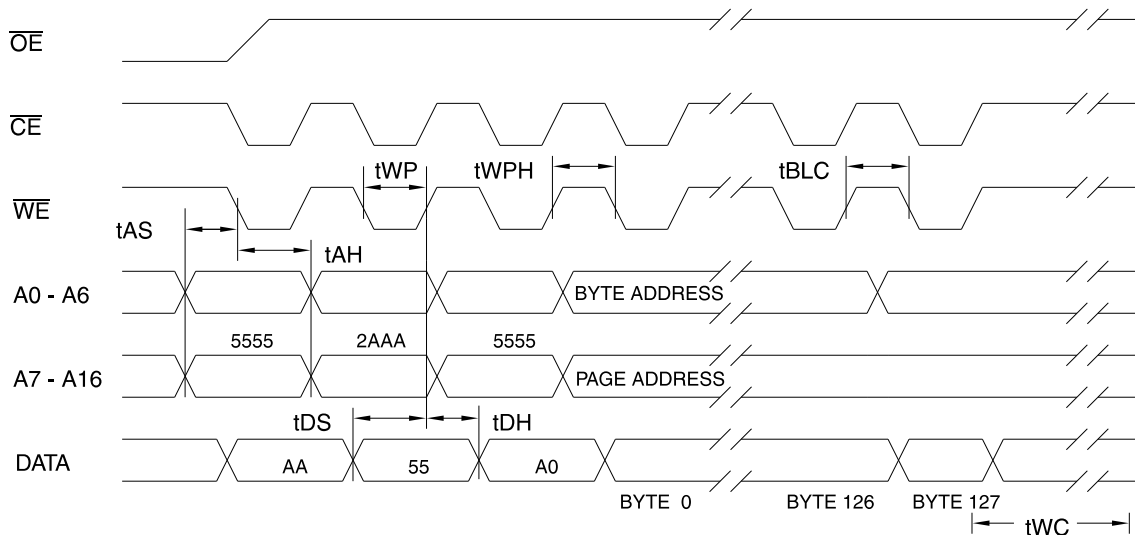 OE
CE
tWP
tWPH
tBLC
WE
tAS
tAH
A0 - A6
BYTE ADDRESS
5555
2AAA
5555
A7 - A16
PAGE ADDRESS
tDS
tDH
DATA
AA
55
A0
BYTE 0
BYTE 126
BYTE 127
tWC